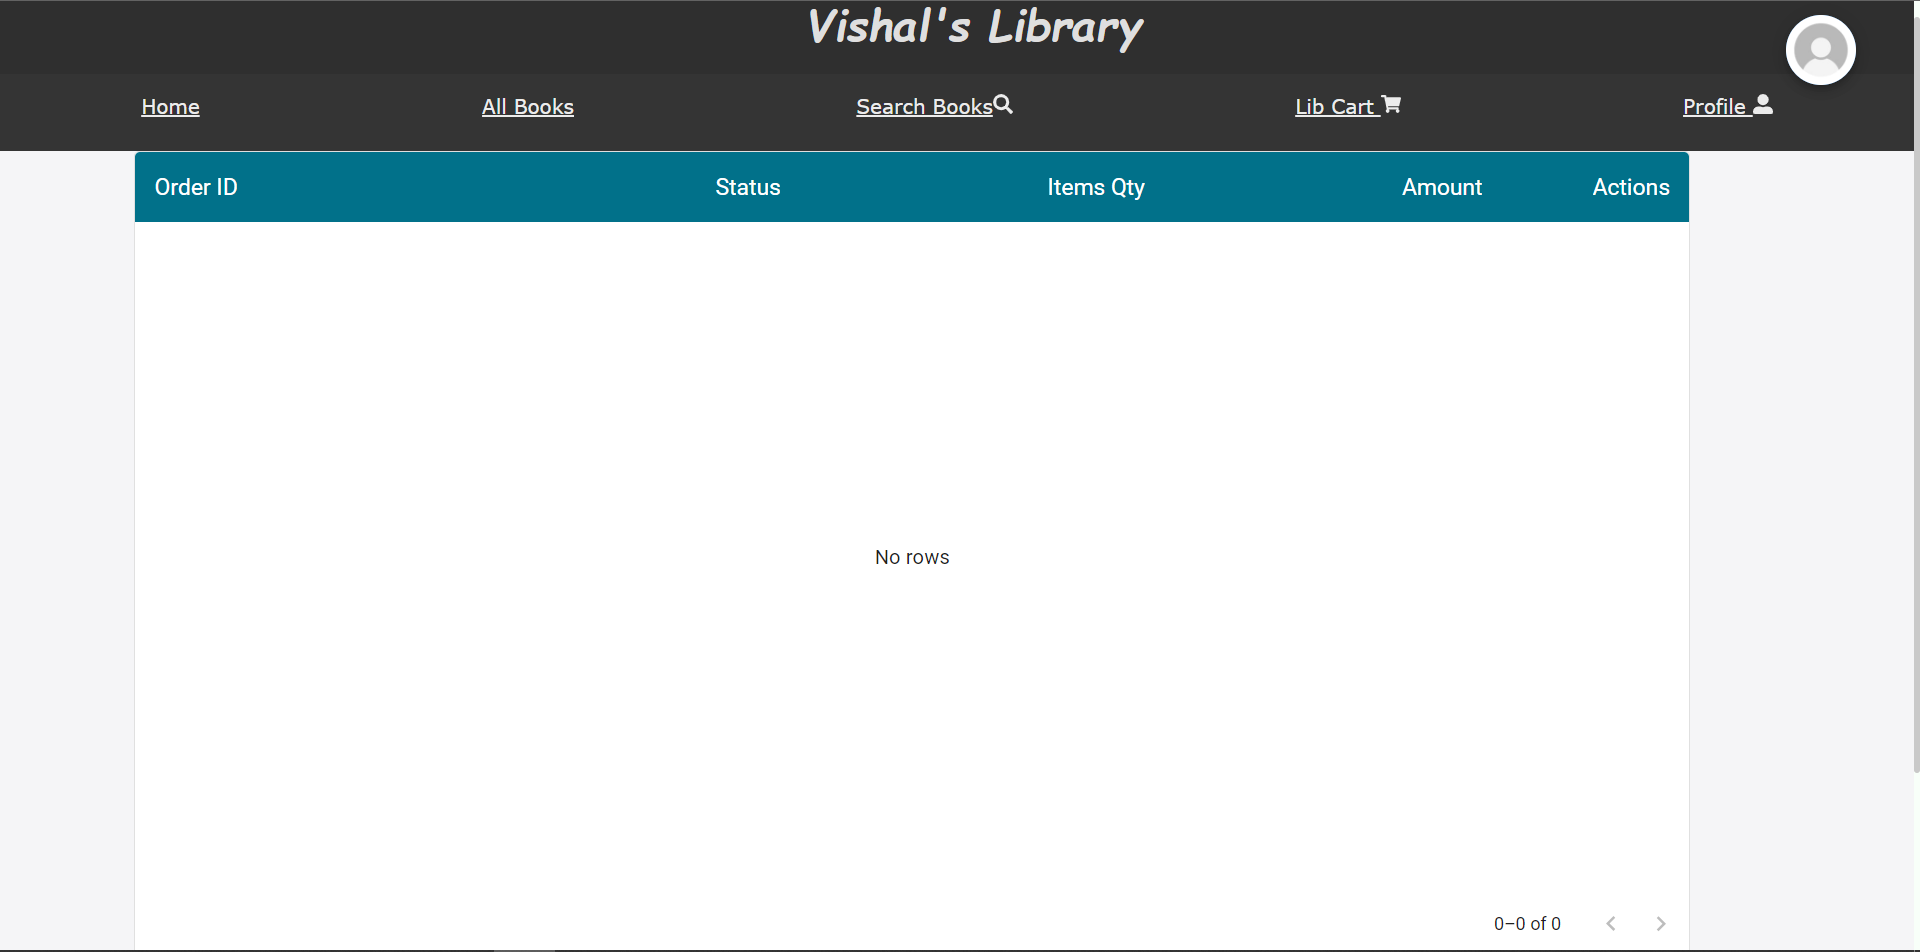 Vishal's Library
Home All Books Search Books Lib Cart Profile
Order ID Status Items Qty Amount Actions
No rows
0–0 of 0